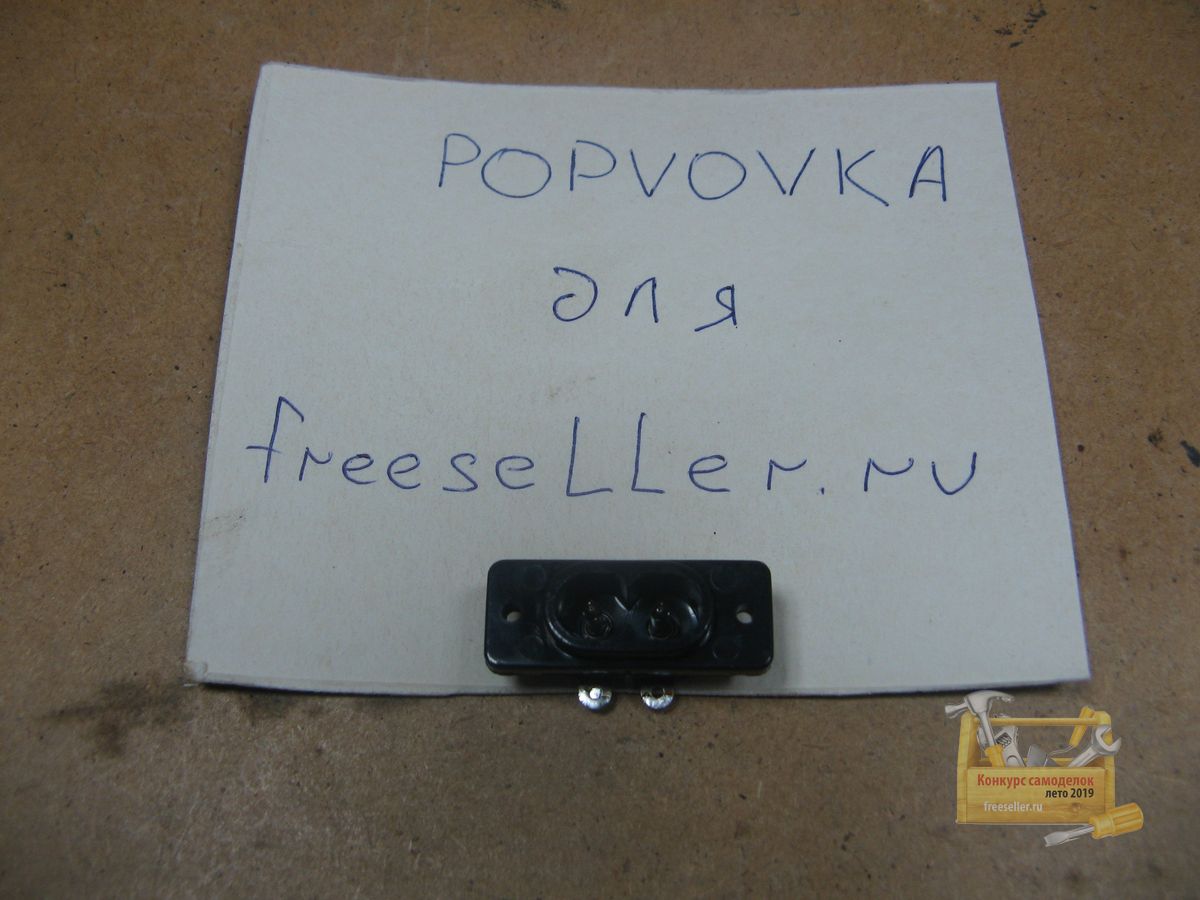 POPVOVKA
для
freeseLLer.ru
Конкурс самоделок
лето 2019
freeseller.ru